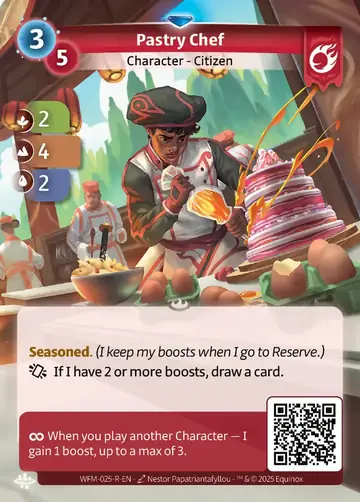 3
5
Pastry Chef
Character - Citizen
2
4
2
Seasoned. (I keep my boosts when I go to Reserve.)
If I have 2 or more boosts, draw a card.
∞ When you play another Character — I
gain 1 boost, up to a max of 3.
WFM-025-R-EN - Nestor Papatriantafyllou - ™ & © 2025 Equinox